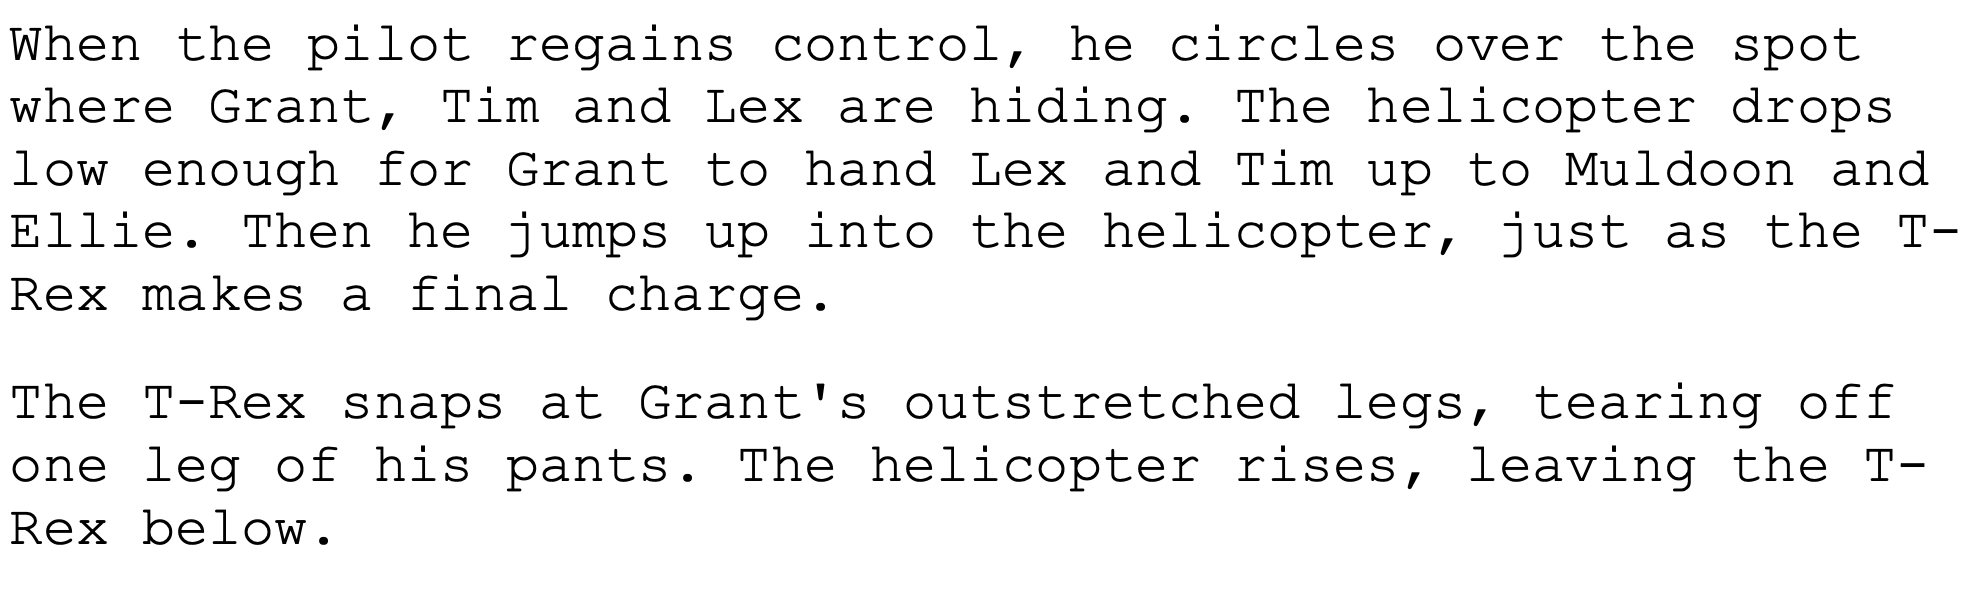 When the pilot regains control, he circles over the spot
where Grant, Tim and Lex are hiding. The helicopter drops
low enough for Grant to hand Lex and Tim up to Muldoon and
Ellie. Then he jumps up into the helicopter, just as the T-
Rex makes a final charge.
The T-Rex snaps at Grant's outstretched legs, tearing off
one leg of his pants. The helicopter rises, leaving the T-
Rex below.